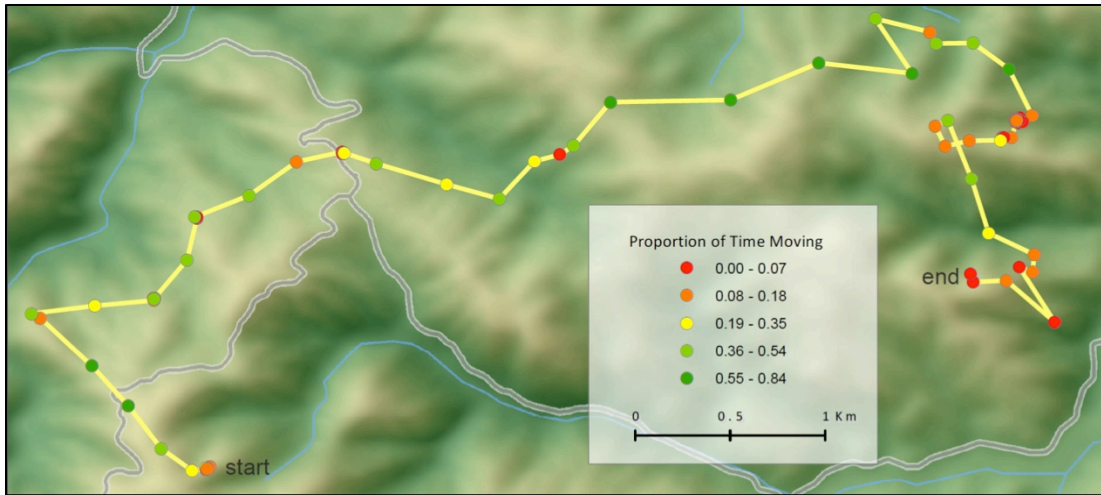 Proportion of Time Moving
0.00 - 0.07
0.08 - 0.18
0.19 - 0.35
0.36 - 0.54
0.55 - 0.84
0 0.5 1 Km
end
start